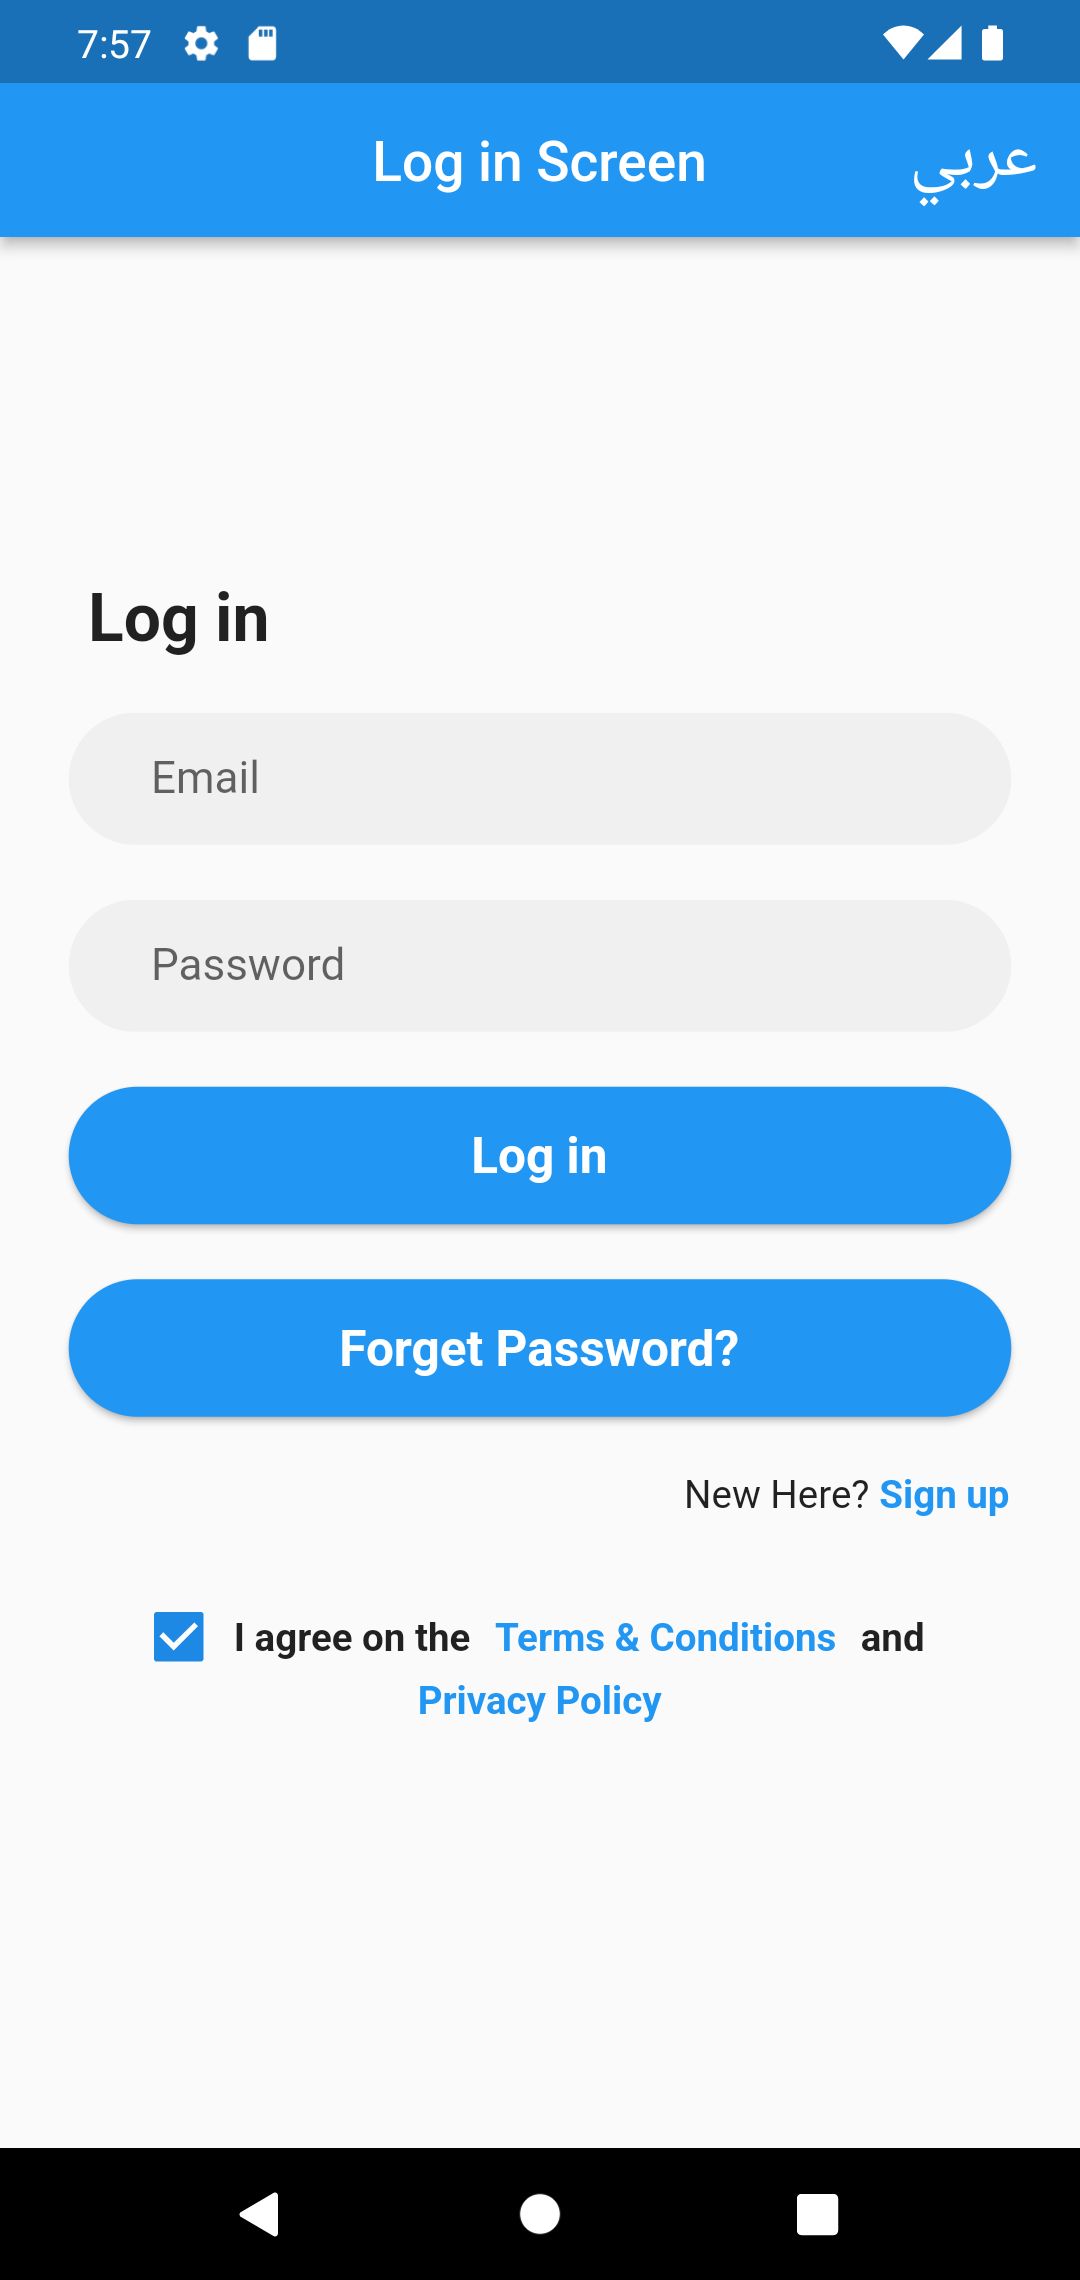 7:57
Log in Screen
عربي
Log in
Email
Password
Log in
Forget Password?
New Here? Sign up
I agree on the Terms & Conditions and
Privacy Policy